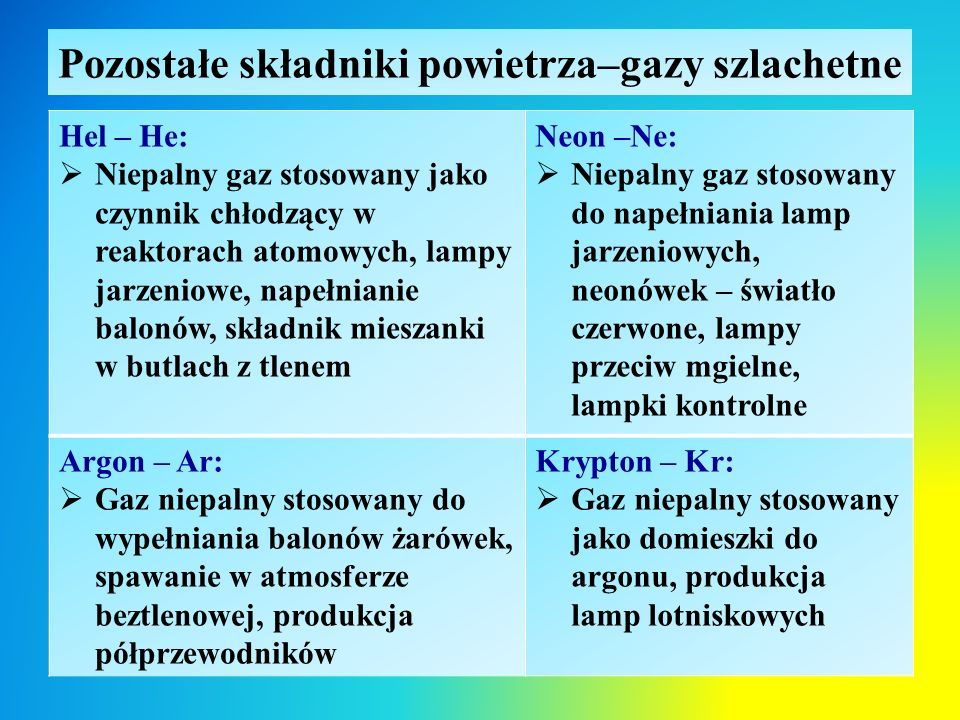 Pozostałe składniki powietrza–gazy szlachetne
Hel – He:
➢ Niepalny gaz stosowany jako
czynnik chłodzący w
reaktorach atomowych, lampy
jarzeniowe, napełnianie
balonów, składnik mieszanki
w butlach z tlenem
Neon –Ne:
➢ Niepalny gaz stosowany
do napełniania lamp
jarzeniowych,
neonówek – światło
czerwone, lampy
przeciw mgielne,
lampki kontrolne
Argon – Ar:
➢ Gaz niepalny stosowany do
wypełniania balonów żarówek,
spawanie w atmosferze
beztlenowej, produkcja
półprzewodników
Krypton – Kr:
➢ Gaz niepalny stosowany
jako domieszki do
argonu, produkcja
lamp lotniskowych